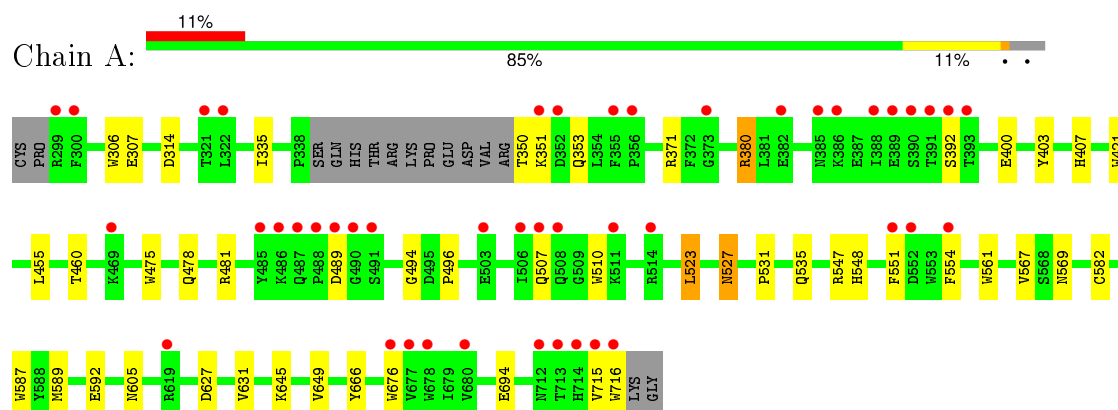 11%
Chain A:
85%
11%
CYS PRO R299 F300 W306 E307 D314 T321 L322 I335 P338 SER GLN HIS THR ARG LYS PRO GLU ASP VAL ARG T350 K351 D352 Q353 L354 F355 P356 R371 F372 G373 R380 L381 E382 N385 K386 E387 I388 E389 S390 T391 S392 T393 E400 Y403 H407 W421
L455 T460 K469 W475 Q478 R481 Y485 K486 Q487 P488 D489 G490 S491 G494 D495 P496 E503 I506 Q507 Q508 G509 W510 K511 R514 L523 N527 P531 Q535 R547 H548 F551 D552 W553 F554 W561 V567 S568 N569 C582
W587 Y588 M589 E592 N605 R619 D627 V631 K645 V649 Y666 W676 V677 W678 I679 V680 E694 N712 T713 H714 V715 W716 LYS GLY